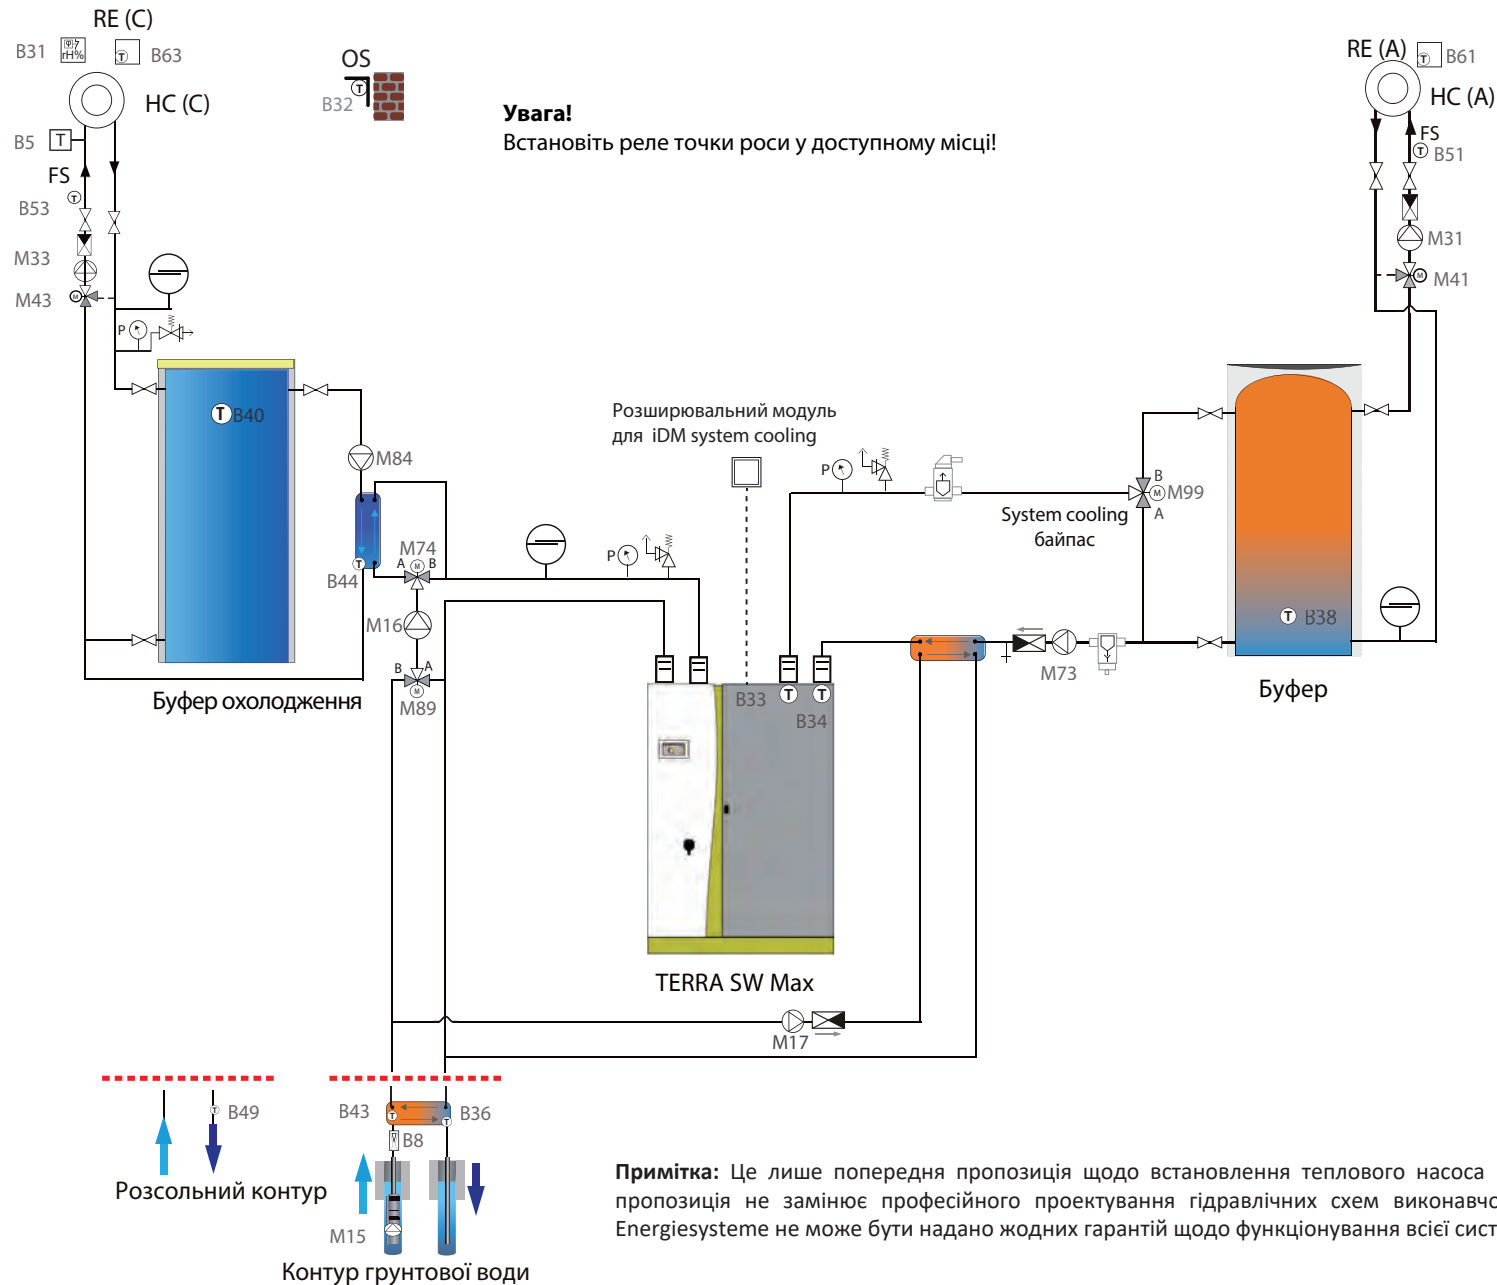 RE (C)
B31
rH%
T
B63
HC (C)
B5
T
FS
T
B53
M33
M43
M
P
OS
T
B32
Увага!
Встановіть реле точки роси у доступному місці!
RE (A)
T
B61
HC (A)
FS
T
B51
M31
M
M41
T
B40
Буфер охолодження
M84
T
B44
M74
A
M
B
M16
B
A
M
M89
P
Розширювальний модуль
для iDM system cooling
P
B
M
M99
A
System cooling
байпас
T
B38
Буфер
M73
B33
T
T
B34
TERRA SW Max
M17
B49
T
Розсольний контур
B43
T
T
B36
B8
M15
Контур грунтової води
Примітка: Це лише попередня пропозиція щодо встановлення теплового насоса
пропозиція не замінює професійного проектування гідравлічних схем виконавчо
Energiesysteme не може бути надано жодних гарантій щодо функціонування всієї сист